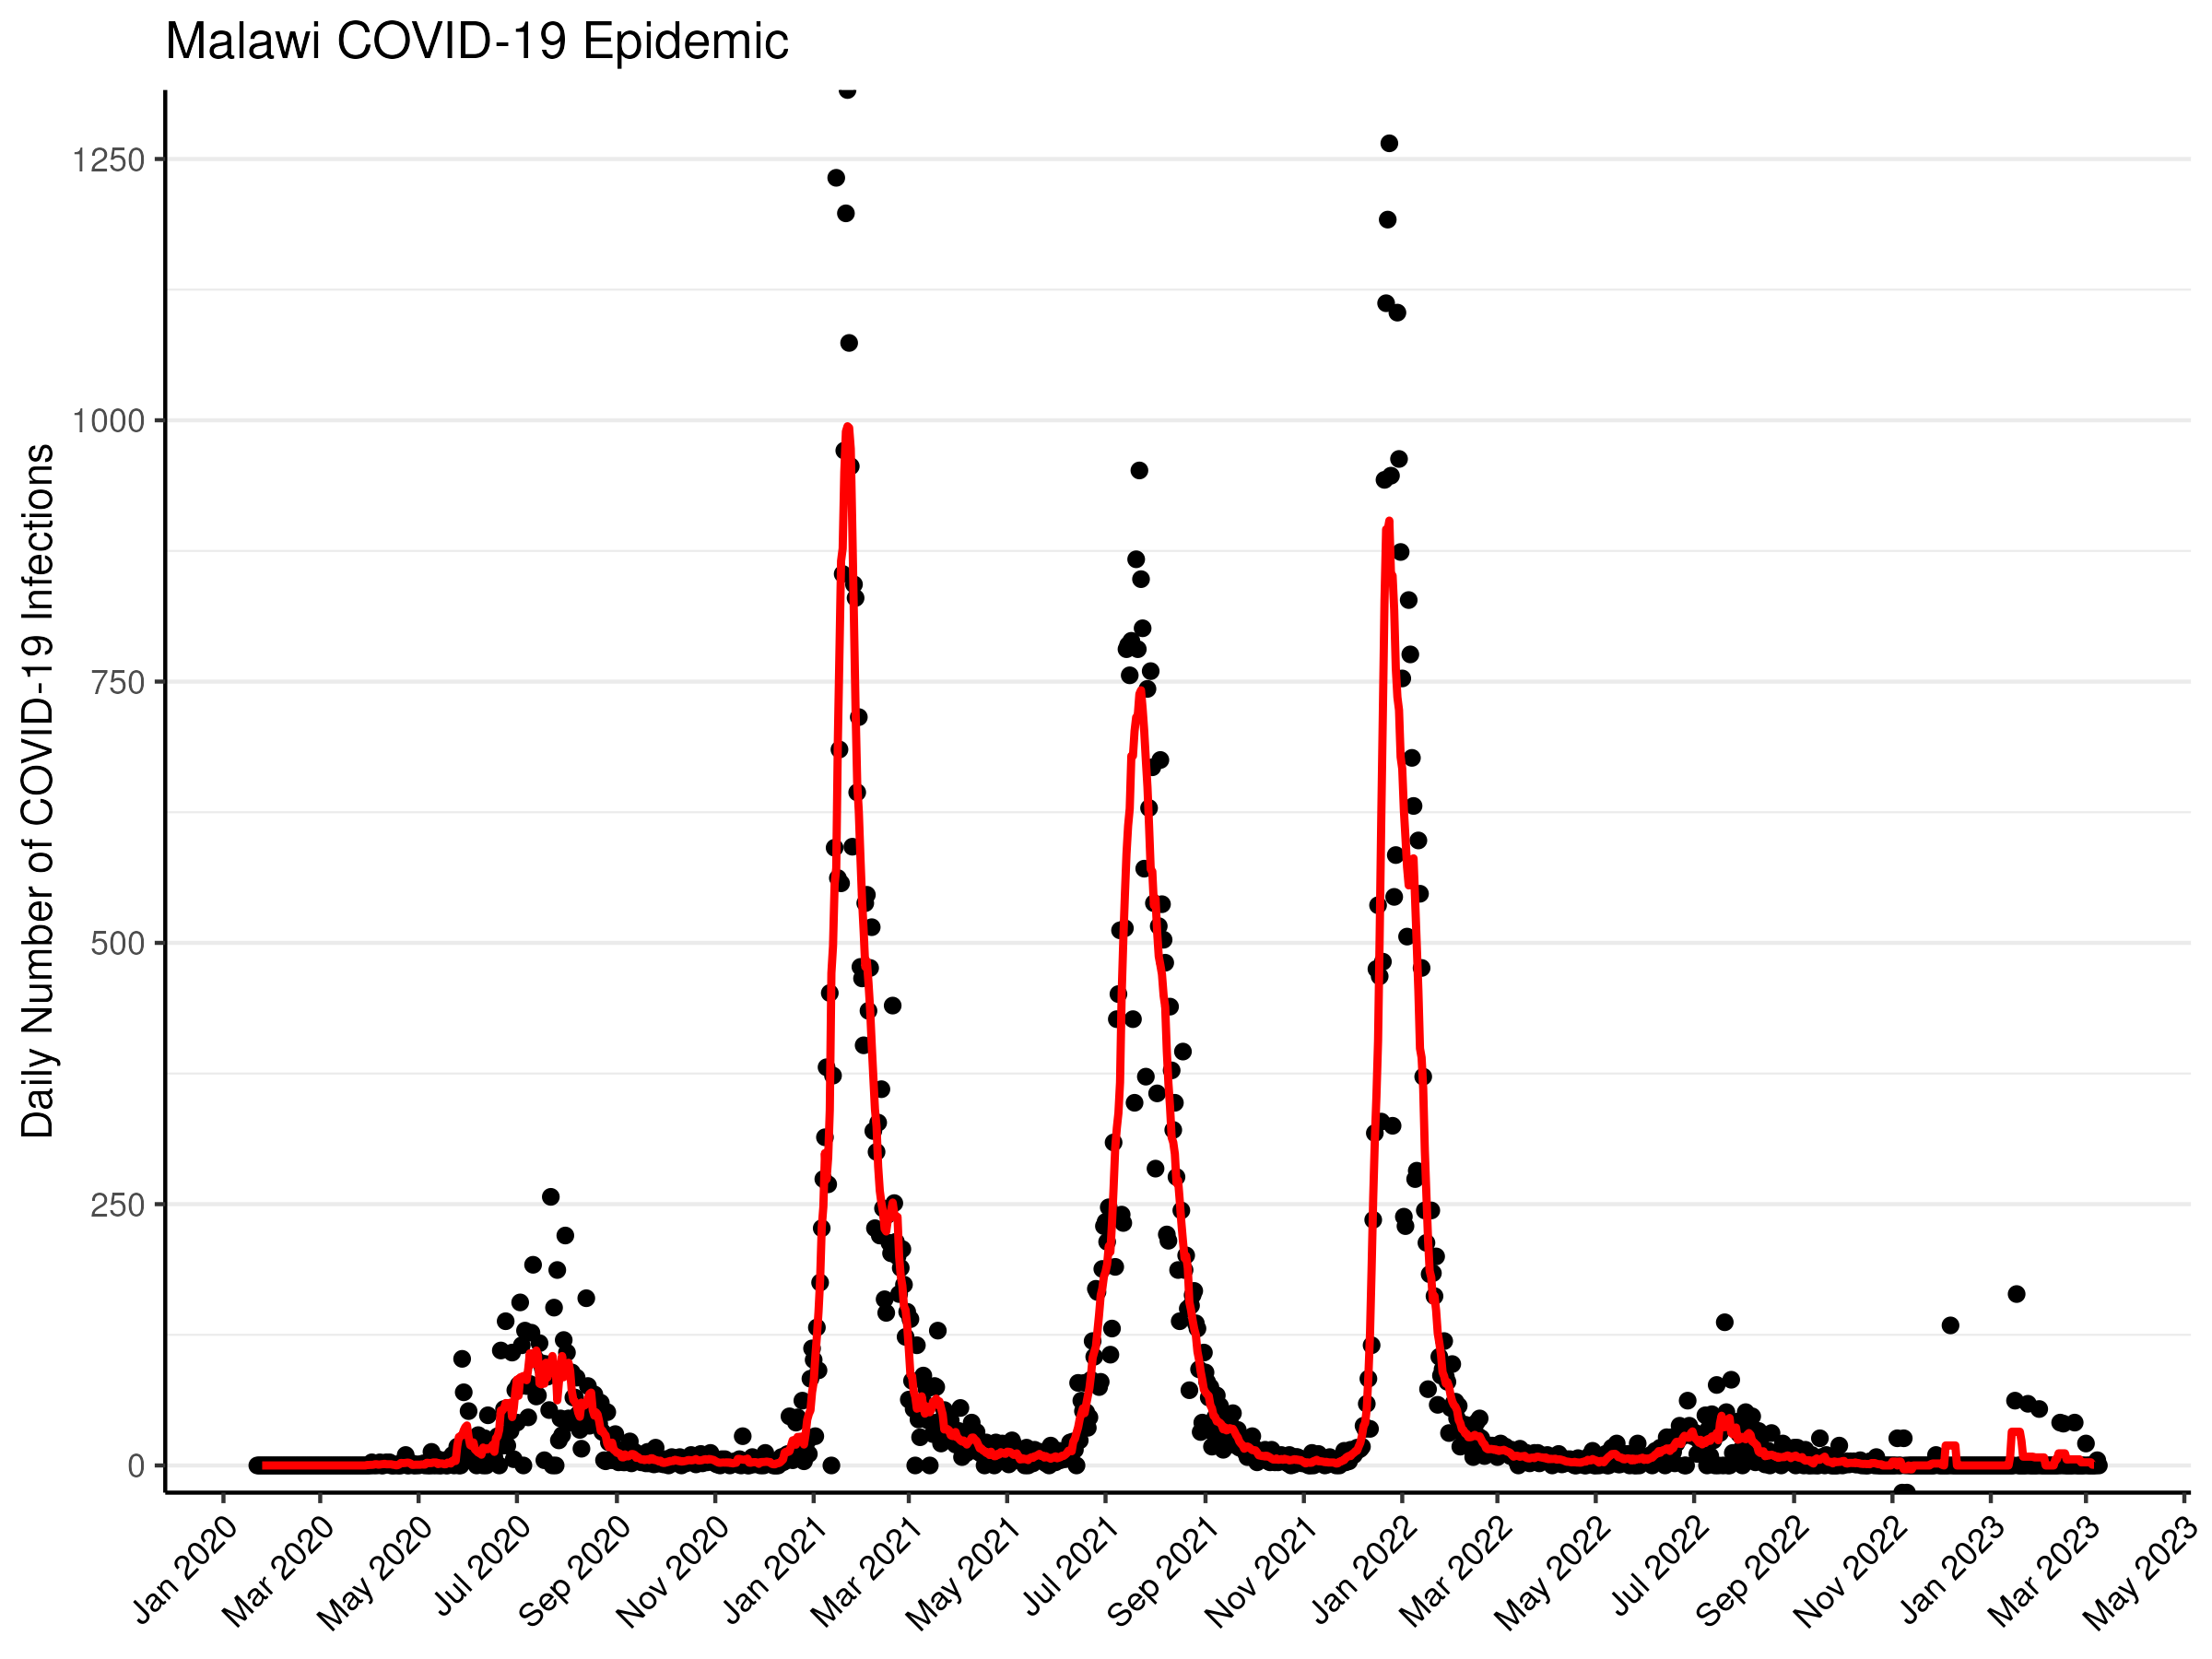 Malawi COVID-19 Epidemic
Daily Number of COVID-19 Infections
1250
1000
750
500
250
0
Jan 2020
Mar 2020
May 2020
Jul 2020
Sep 2020
Nov 2020
Jan 2021
Mar 2021
May 2021
Jul 2021
Sep 2021
Nov 2021
Jan 2022
Mar 2022
May 2022
Jul 2022
Sep 2022
Nov 2022
Jan 2023
Mar 2023
May 2023